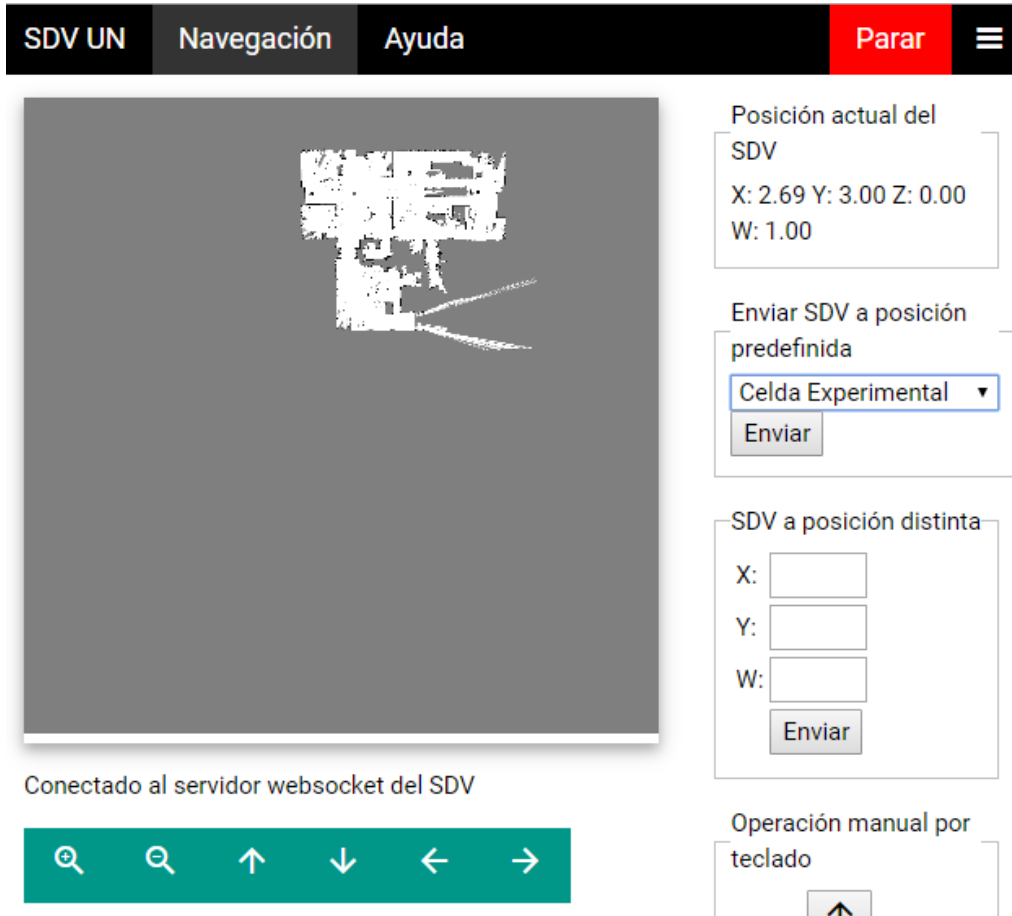 SDV UN Navegación Ayuda Parar
Posición actual del
SDV
X: 2.69 Y: 3.00 Z: 0.00
W: 1.00
Enviar SDV a posición
predefinida
Celda Experimental
Enviar
SDV a posición distinta
X:
Y:
W:
Enviar
Conectado al servidor websocket del SDV
Operación manual por
teclado